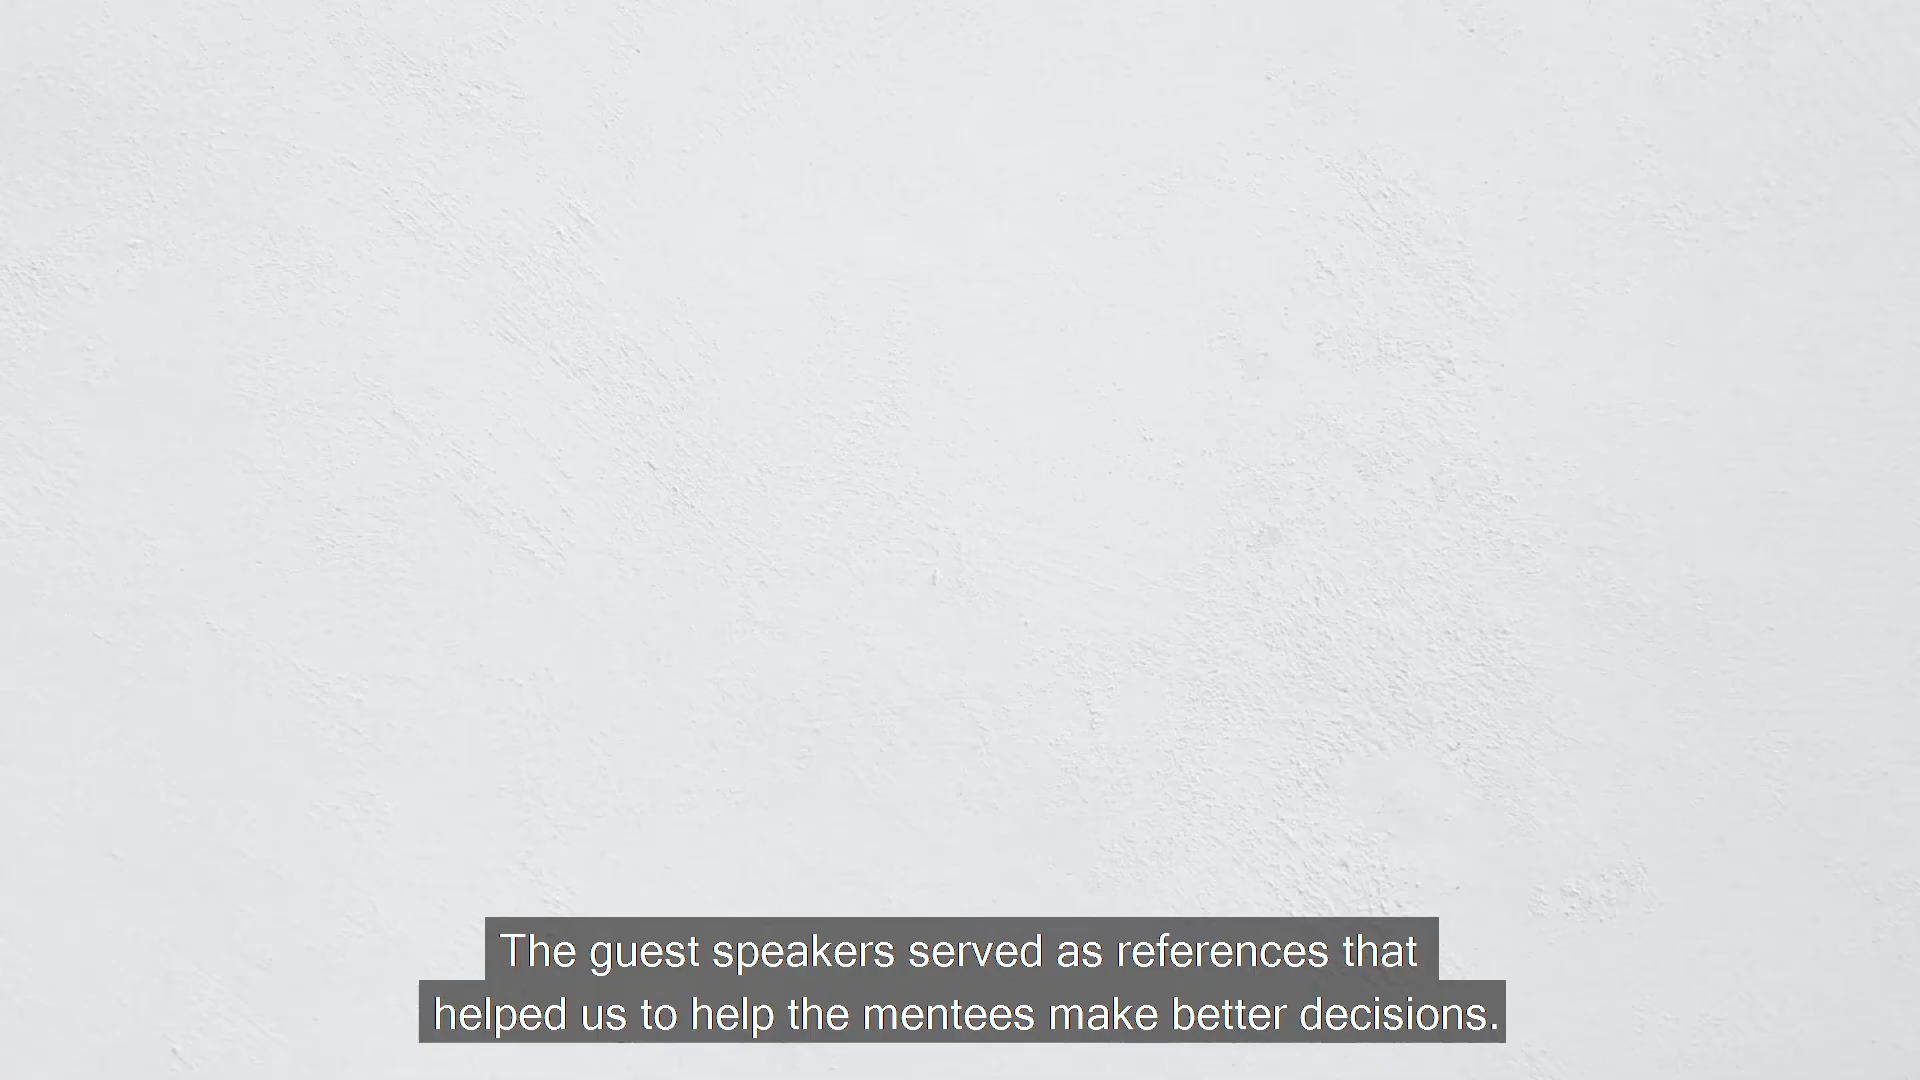 The guest speakers served as references that
helped us to help the mentees make better decisions.